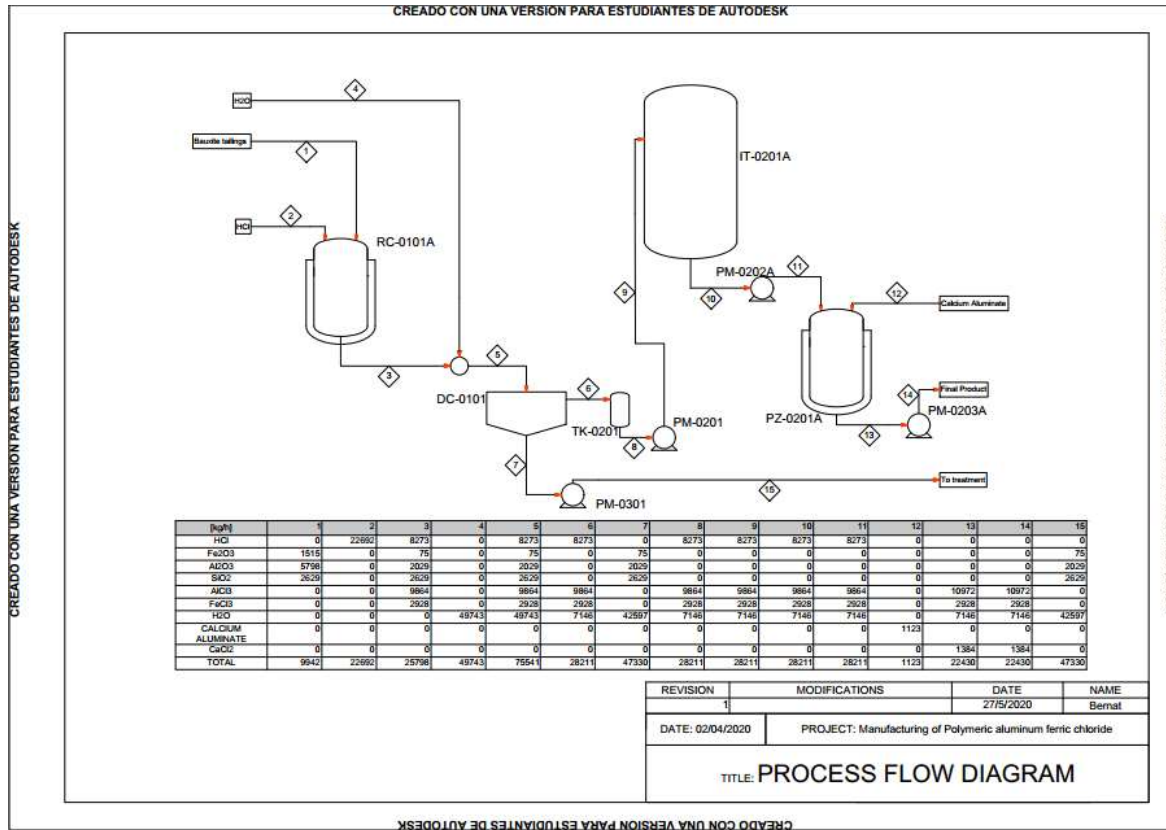 CREADO CON UNA VERSIÓN PARA ESTUDIANTES DE AUTODESK
CREADO CON UNA VERSIÓN PARA ESTUDIANTES DE AUTODESK
H2O
4
Bauxite tailings
1
HCl
2
RC-0101A
3
5
DC-0101
6
TK-0201
7
8
PM-0201
9
IT-0201A
10
PM-0202A
11
12
Calcium Aluminate
PZ-0201A
13
14
Final Product
PM-0203A
PM-0301
15
To treatment
[kg/h] 1 2 3 4 5 6 7 8 9 10 11 12 13 14 15
HCl 0 22692 8273 0 8273 8273 0 8273 8273 8273 8273 0 0 0 0
Fe2O3 1515 0 75 0 75 0 75 0 0 0 0 0 0 0 75
Al2O3 5798 0 2029 0 2029 0 2029 0 0 0 0 0 0 0 2029
SiO2 2629 0 2629 0 2629 0 2629 0 0 0 0 0 0 0 2629
AlCl3 0 0 9864 0 9864 9864 0 9864 9864 9864 9864 0 10972 10972 0
FeCl3 0 0 2928 0 2928 2928 0 2928 2928 2928 2928 0 2928 2928 0
H2O 0 0 0 49743 49743 7146 42597 7146 7146 7146 7146 0 7146 7146 42597
CALCIUM ALUMINATE 0 0 0 0 0 0 0 0 0 0 0 1123 0 0 0
CaCl2 0 0 0 0 0 0 0 0 0 0 0 0 1384 1384 0
TOTAL 9942 22692 25798 49743 75541 28211 47330 28211 28211 28211 28211 1123 22430 22430 47330
REVISION MODIFICATIONS DATE NAME
1 27/5/2020 Bernat
DATE: 02/04/2020 PROJECT: Manufacturing of Polymeric aluminum ferric chloride
TITLE: PROCESS FLOW DIAGRAM
CREADO CON UNA VERSIÓN PARA ESTUDIANTES DE AUTODESK